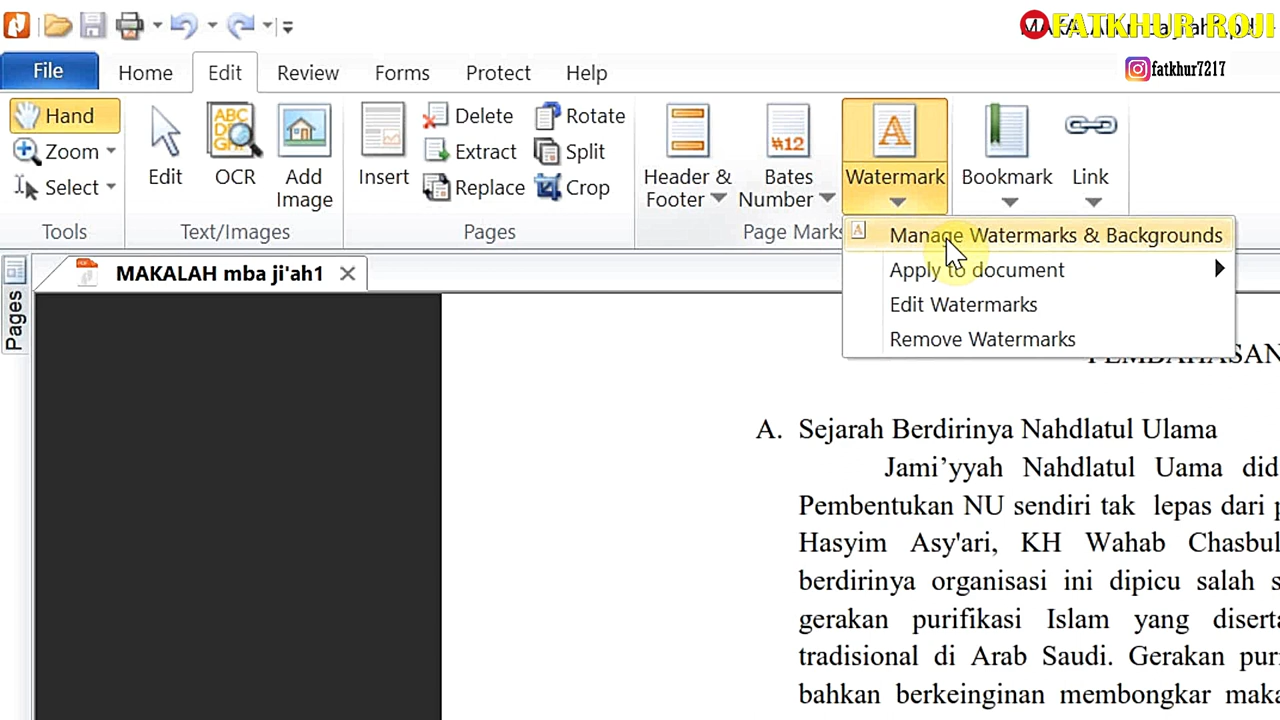 FATKHUR ROJI
fatkhur7217
File Home Edit Review Forms Protect Help
Hand
Zoom
Select
Tools
Edit
OCR
Add Image
Text/Images
Insert
Delete
Extract
Replace
Rotate
Split
Crop
Pages
Header & Footer
Bates Number
Watermark
Page Marks
Bookmark
Link
Manage Watermarks & Backgrounds
Apply to document
Edit Watermarks
Remove Watermarks
MAKALAH mba ji'ah1
Pages
PEMBAHASAN
A. Sejarah Berdirinya Nahdlatul Ulama
Jami’yyah Nahdlatul Uama did
Pembentukan NU sendiri tak lepas dari p
Hasyim Asy'ari, KH Wahab Chasbul
berdirinya organisasi ini dipicu salah s
gerakan purifikasi Islam yang diserta
tradisional di Arab Saudi. Gerakan puri
bahkan berkeinginan membongkar maka